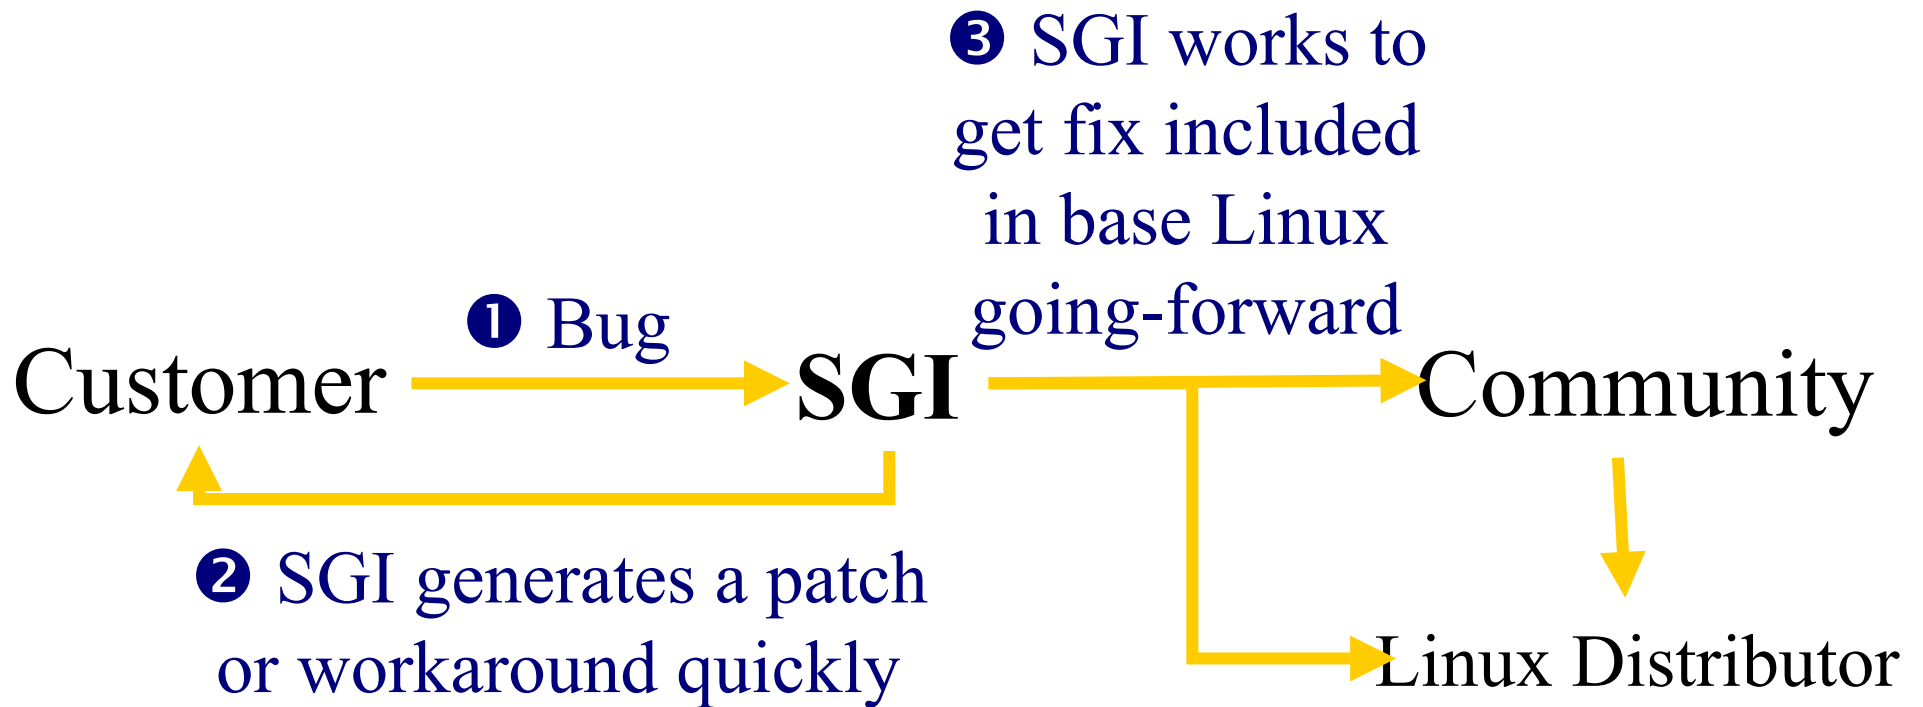 ❸ SGI works to
get fix included
in base Linux
going-forward
❶ Bug
Customer
SGI
Community
❷ SGI generates a patch
or workaround quickly
Linux Distributor